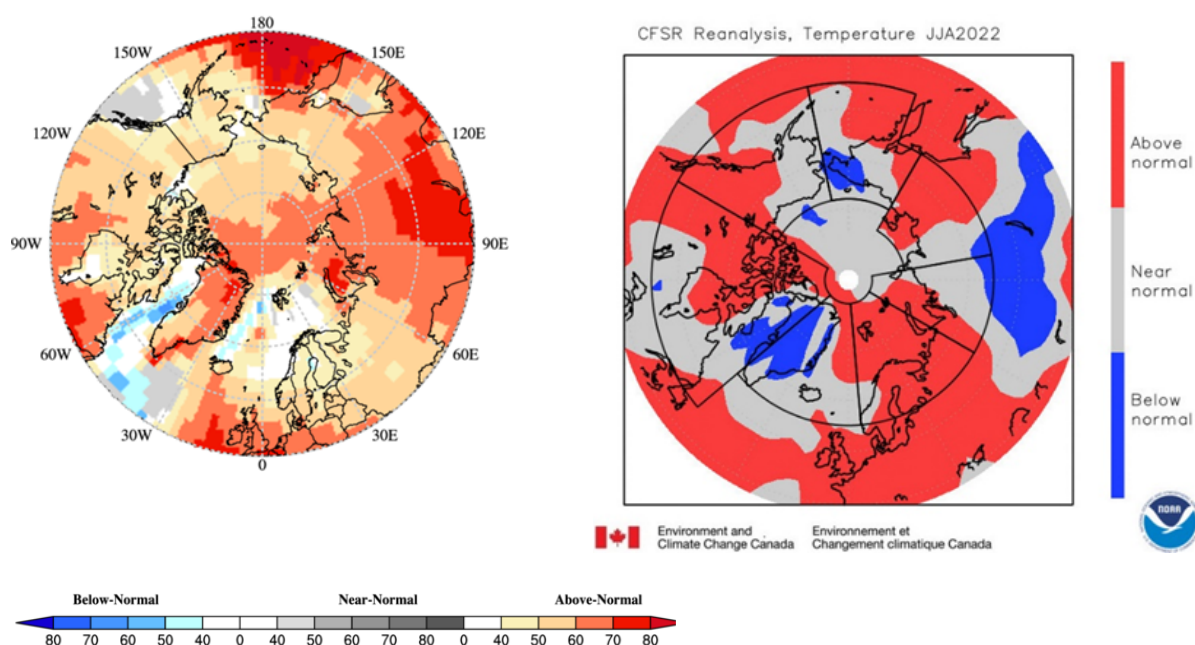 180
150W
150E
120W
120E
90W
90E
60W
60E
30W
30E
0
CFSR Reanalysis, Temperature JJA2022
Above
normal
Near
normal
Below
normal
NOAA
Environment and
Climate Change Canada
Environnement et
Changement climatique Canada
Below-Normal Near-Normal Above-Normal
80 70 60 50 40 0 40 50 60 70 80 0 40 50 60 70 80